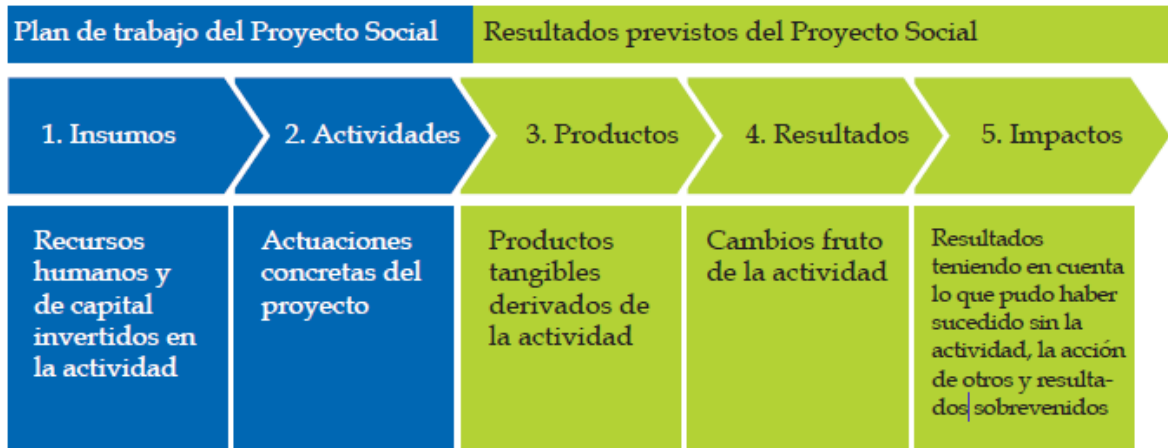 Plan de trabajo del Proyecto Social
Resultados previstos del Proyecto Social
1. Insumos
2. Actividades
3. Productos
4. Resultados
5. Impactos
Recursos
humanos y
de capital
invertidos en
la actividad
Actuaciones
concretas del
proyecto
Productos
tangibles
derivados de
la actividad
Cambios fruto
de la actividad
Resultados
teniendo en cuenta
lo que pudo haber
sucedido sin la
actividad, la acción
de otros y resulta-
dos sobrevenidos